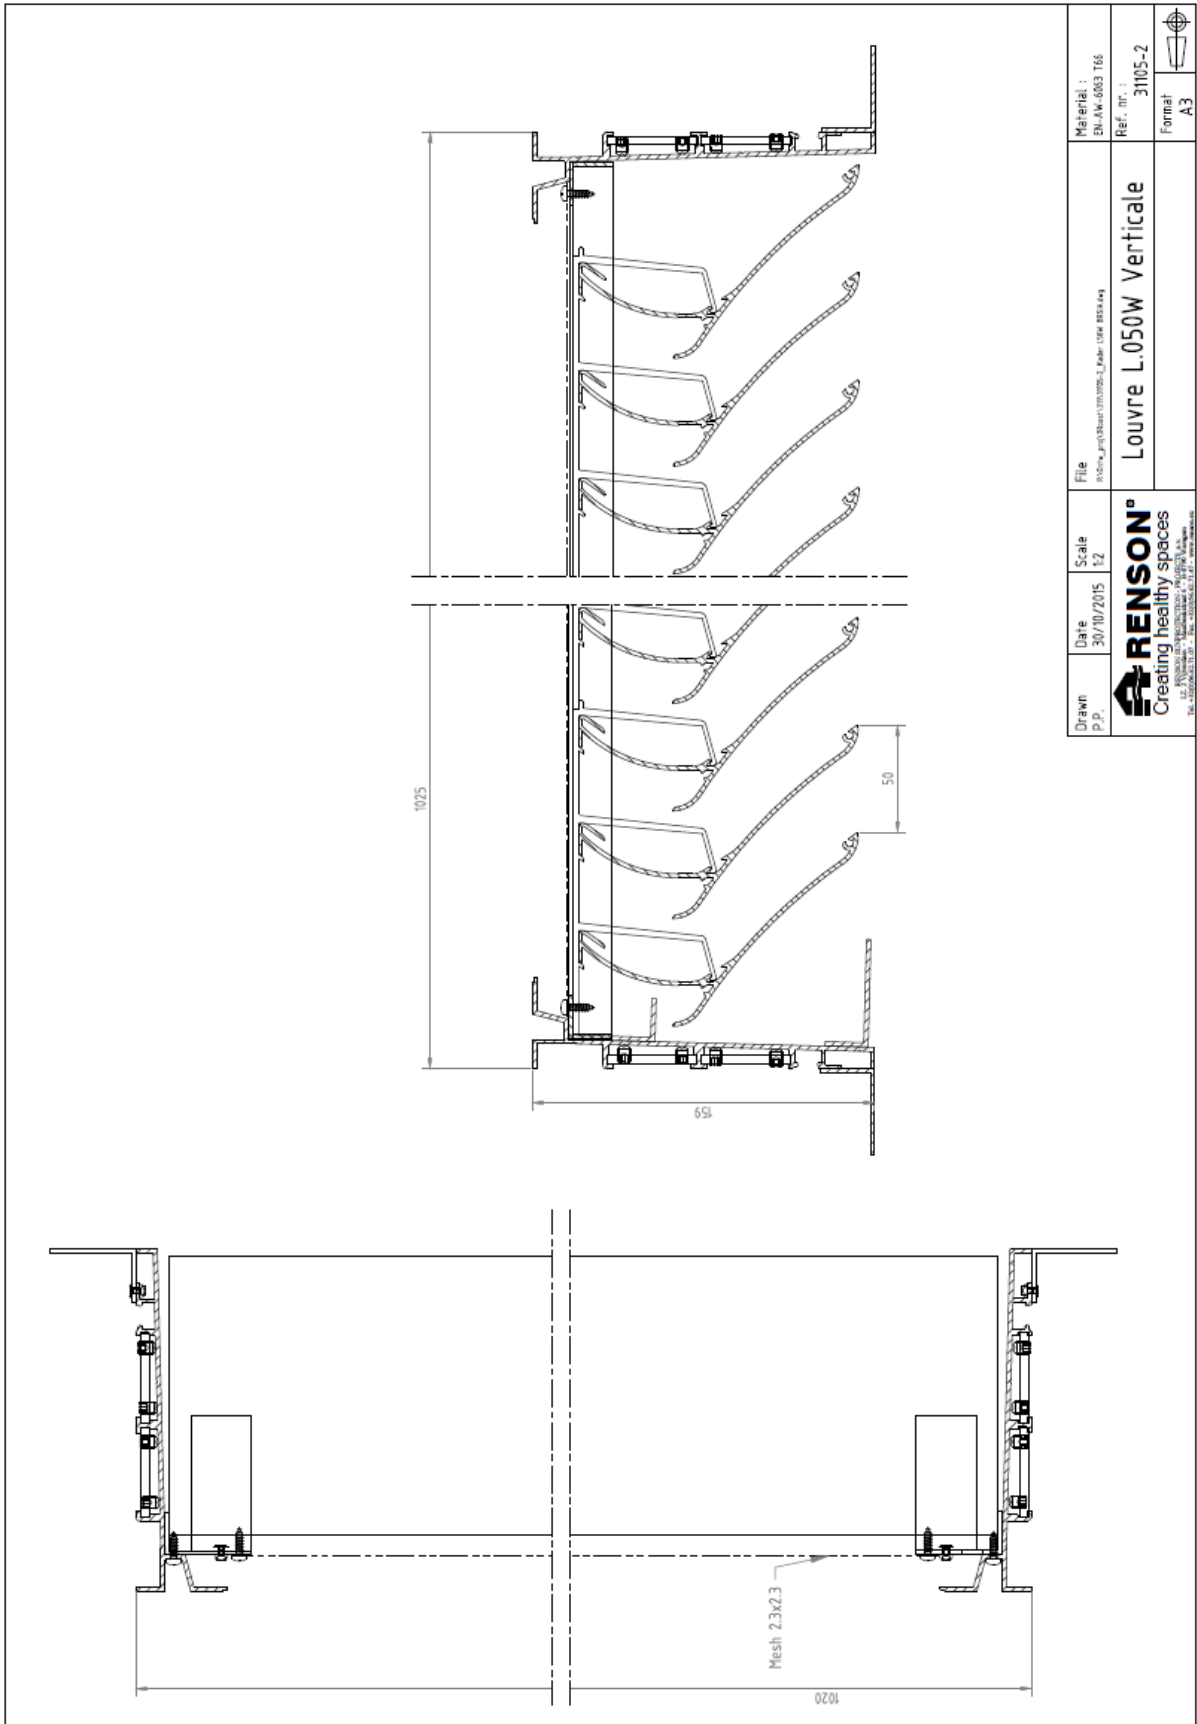 1025
50
159
Mesh 2.3x2.3
1020
Drawn
P.P.
Date
30/10/2015
Scale
1:2
File
Material :
EN-AW-6063 T66
RENSON®
Creating healthy spaces
Louvre L.050W Verticale
Ref. nr. :
31105-2
Format
A3